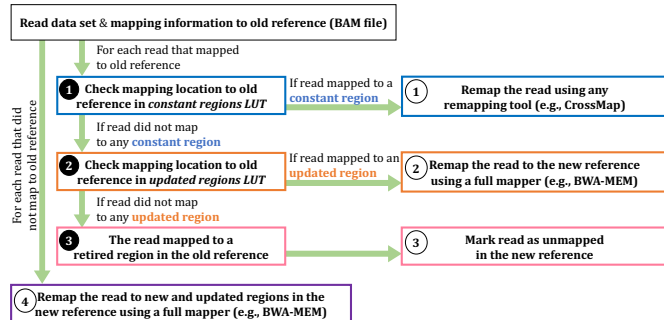 Read data set & mapping information to old reference (BAM file)
For each read that mapped
to old reference
1 Check mapping location to old
reference in constant regions LUT
If read mapped to a
constant region
1 Remap the read using any
remapping tool (e.g., CrossMap)
If read did not map
to any constant region
2 Check mapping location to old
reference in updated regions LUT
If read mapped to an
updated region
2 Remap the read to the new reference
using a full mapper (e.g., BWA-MEM)
If read did not map
to any updated region
3 The read mapped to a
retired region in the old reference
3 Mark read as unmapped
in the new reference
For each read that did
not map to old reference
4 Remap the read to new and updated regions in the
new reference using a full mapper (e.g., BWA-MEM)